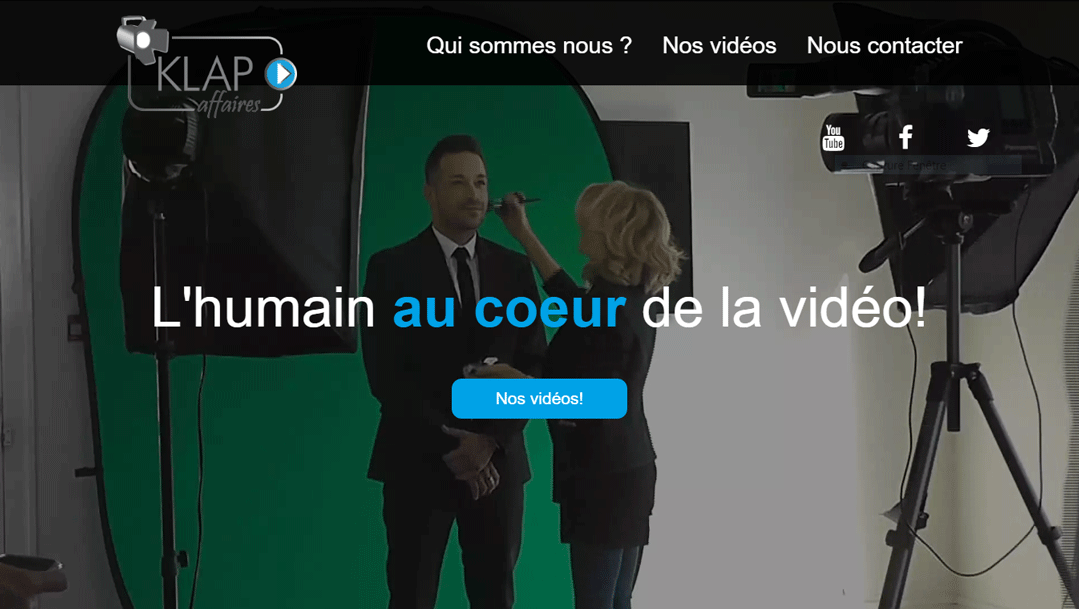 KLAP
affaires
Qui sommes nous ?
Nos vidéos
Nous contacter
You
Tube
Panasonic
L'humain au coeur de la vidéo!
Nos vidéos!